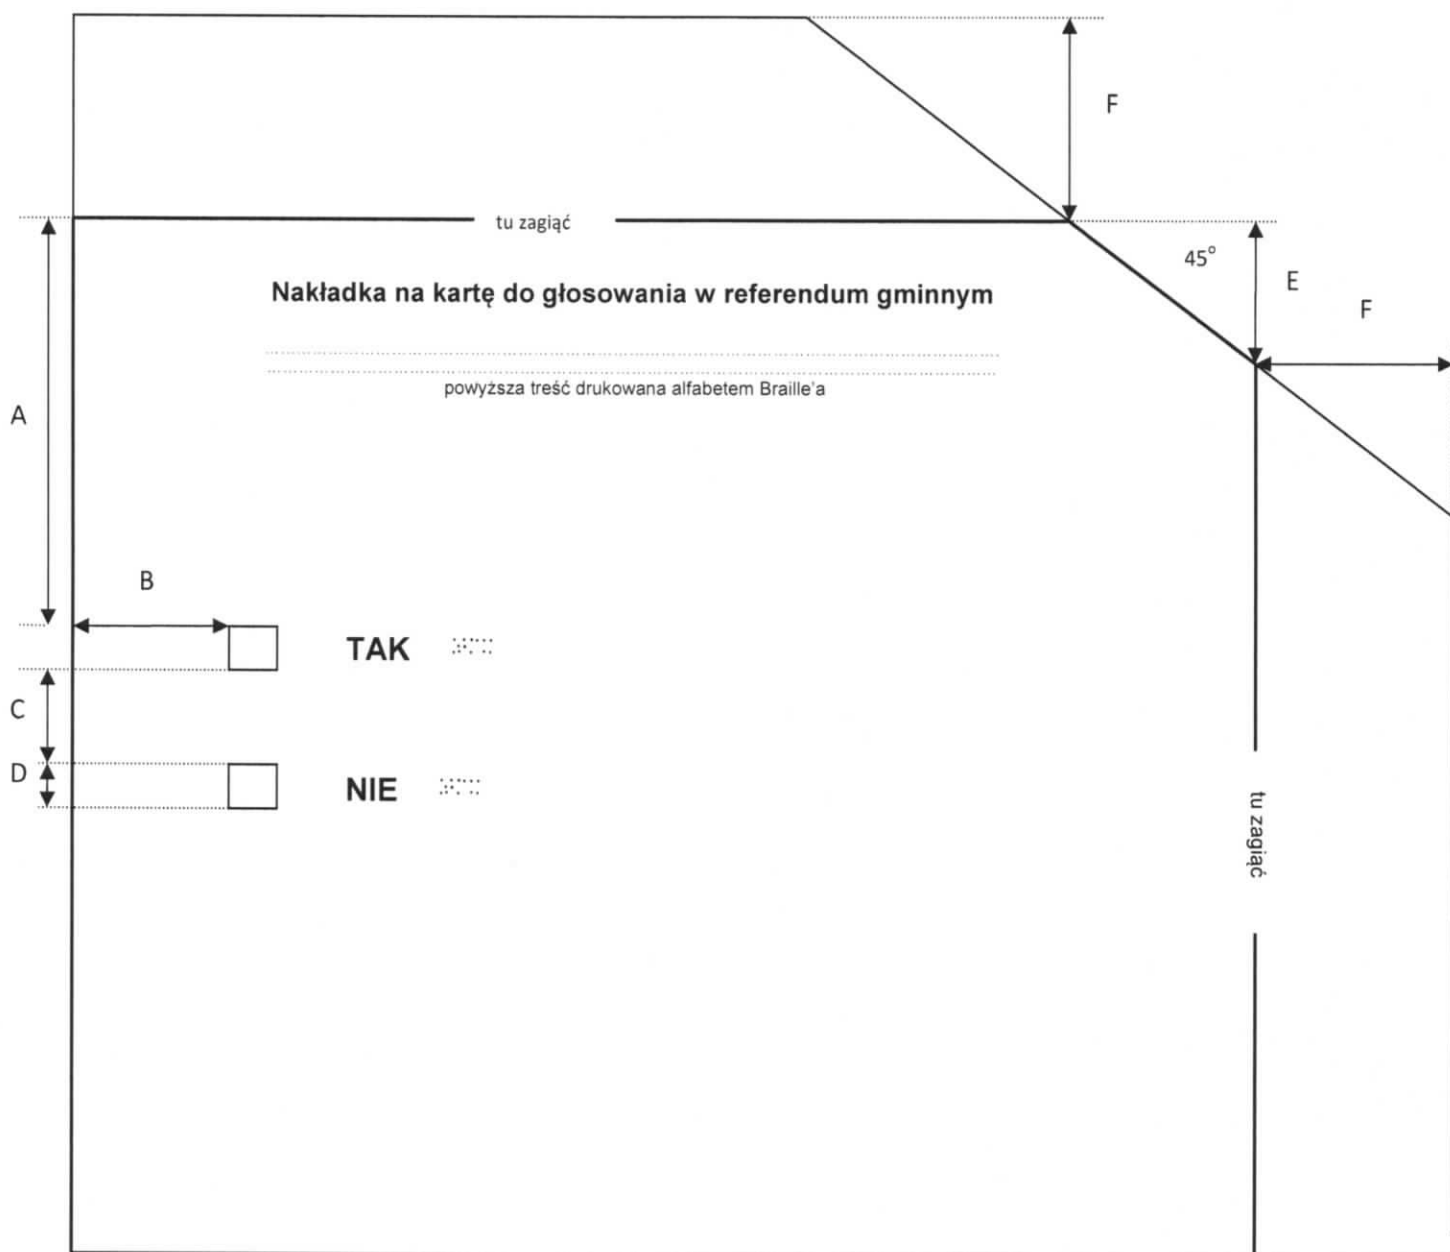 F
tu zagiąć
45°
E
Nakładka na kartę do głosowania w referendum gminnym
F
powyższa treść drukowana alfabetem Braille'a
A
B
TAK
C
D
NIE
tu zagiąć